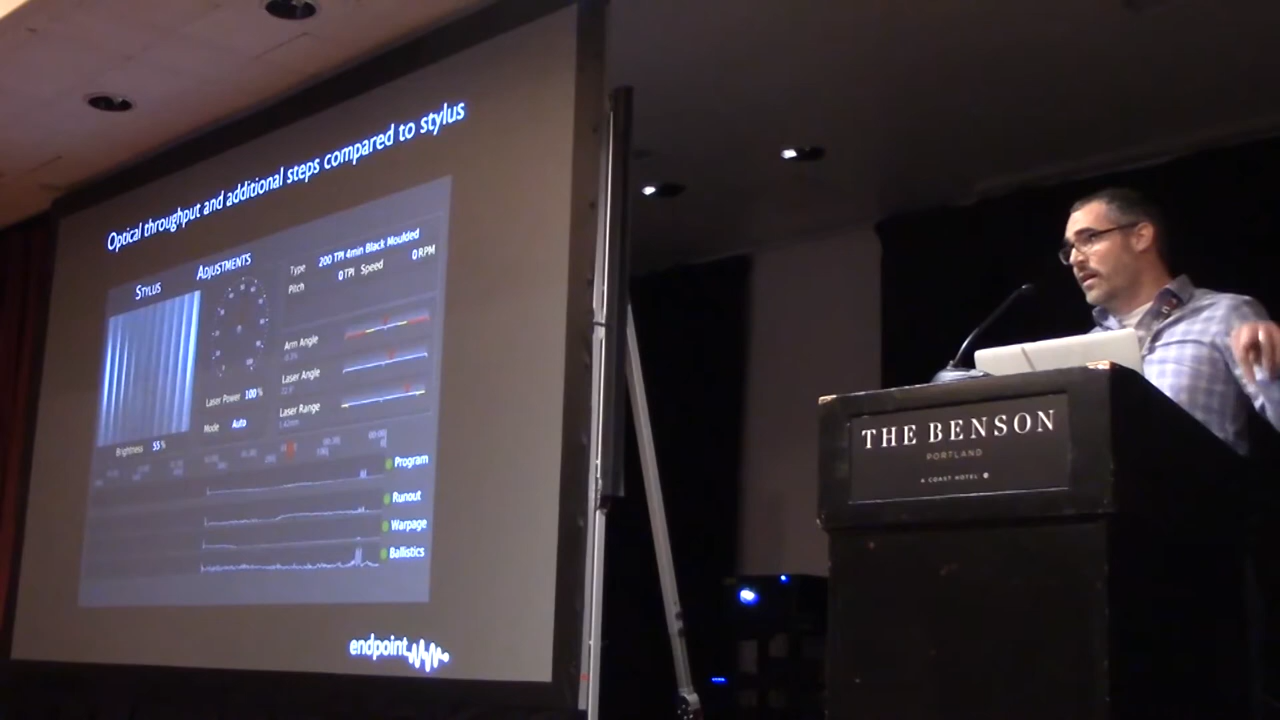 Optical throughput and additional steps compared to stylus
STYLUS
ADJUSTMENTS
Type 200 TPI 4min Black Moulded
Pitch 0 TPI Speed 0 RPM
Arm Angle
Laser Angle
Laser Range
Laser Power 100 %
Mode Auto
Brightness 55 %
Program
Runout
Warpage
Ballistics
endpoint
THE BENSON
PORTLAND
A COAST HOTEL